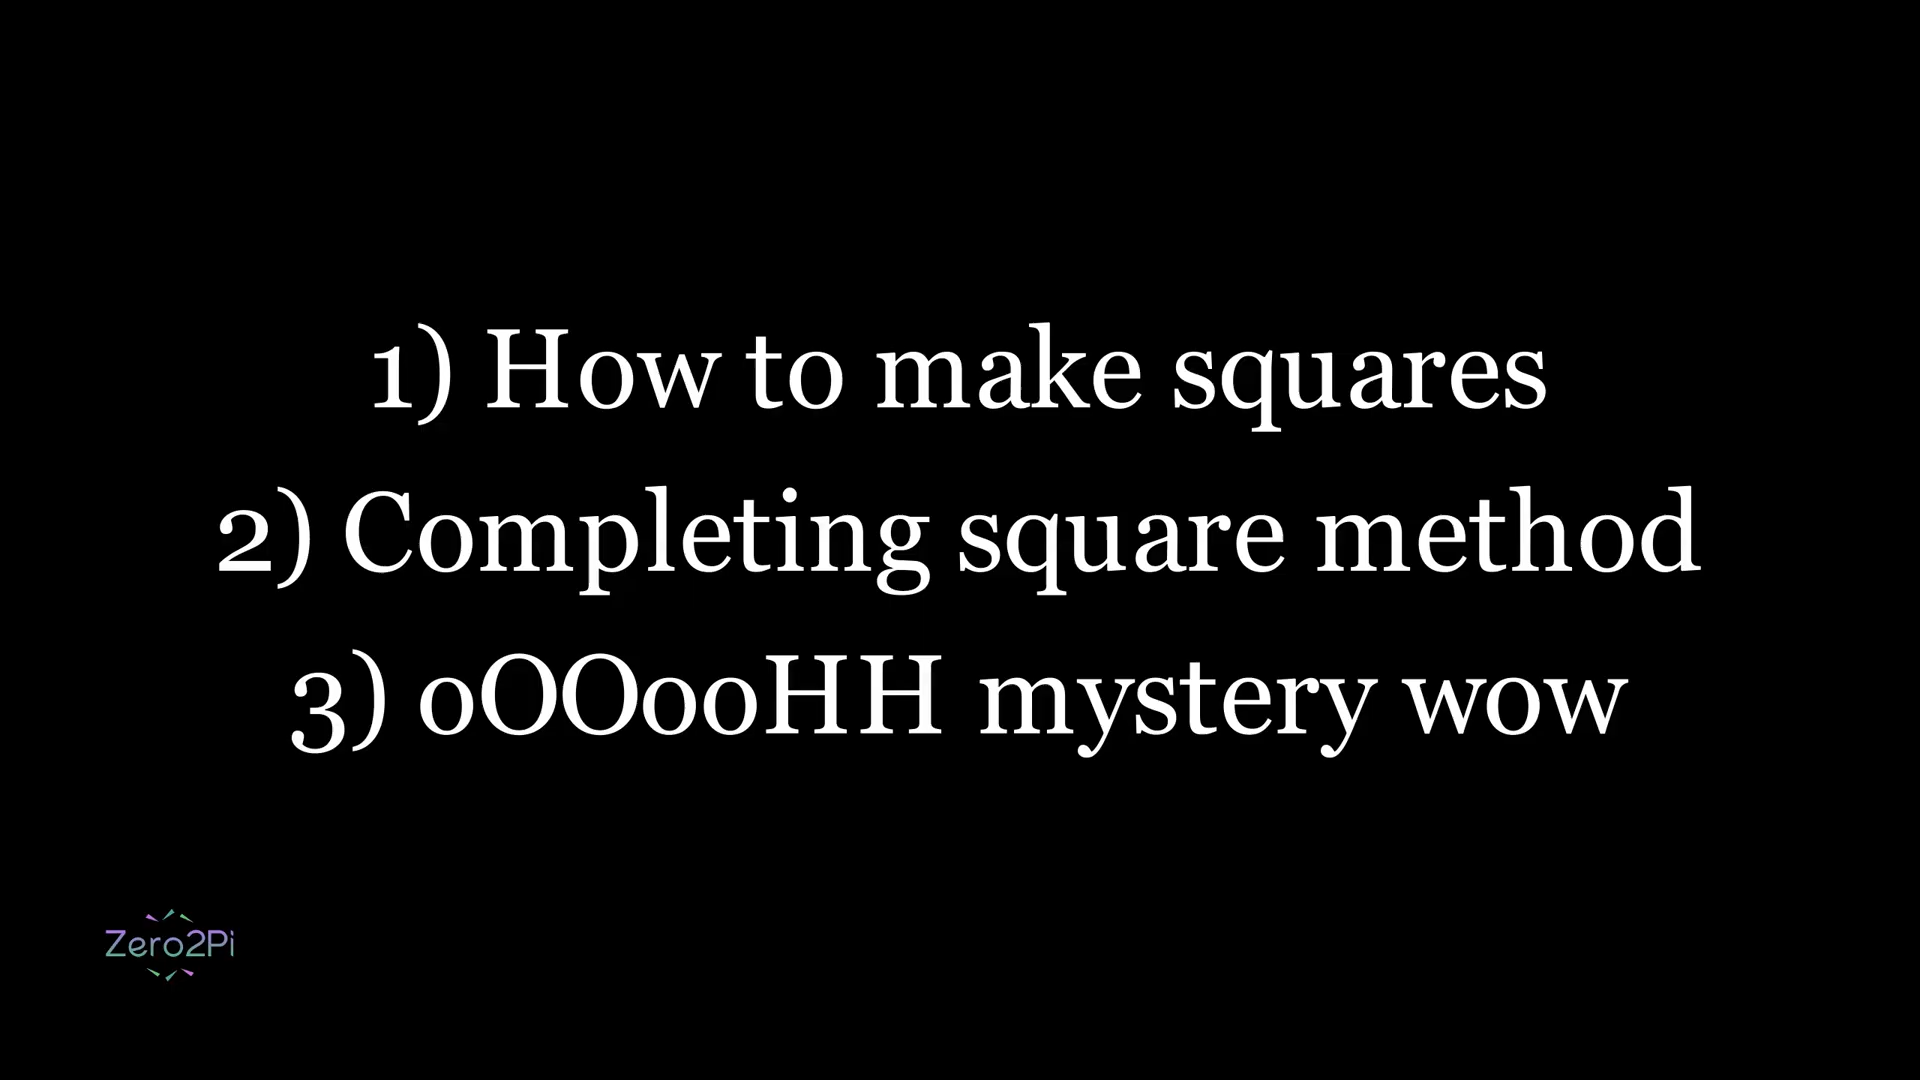 1) How to make squares
2) Completing square method
3) oOOooHH mystery wow
Zero2Pi